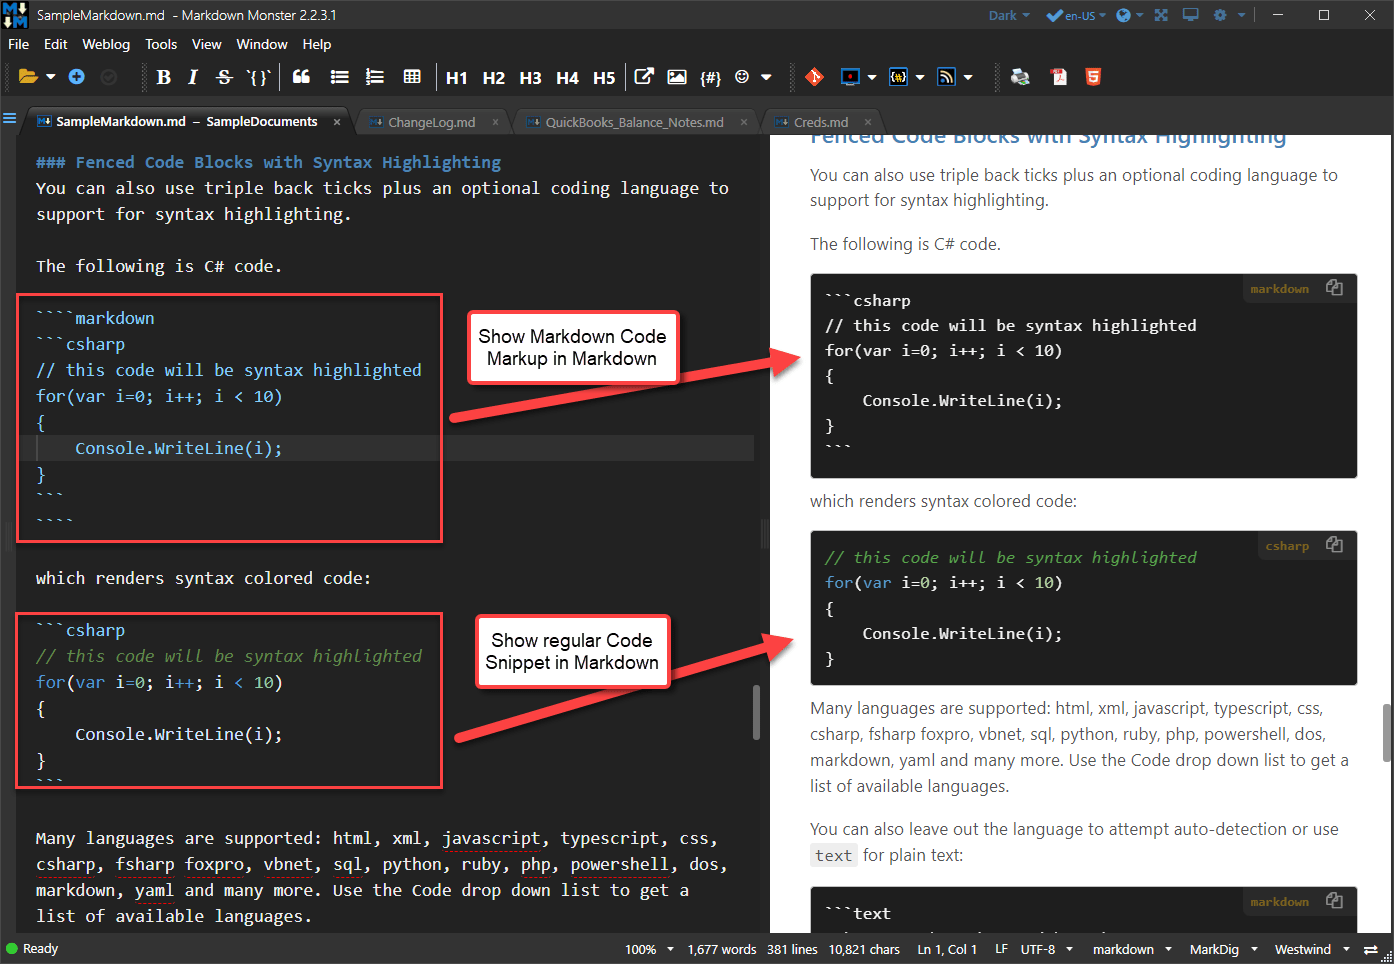 SampleMarkdown.md - Markdown Monster 2.2.3.1
Dark
en-US
File Edit Weblog Tools View Window Help
B I S `{}` H1 H2 H3 H4 H5 {#} {#}
SampleMarkdown.md – SampleDocuments ×
ChangeLog.md ×
QuickBooks_Balance_Notes.md ×
Creds.md ×
### Fenced Code Blocks with Syntax Highlighting
You can also use triple back ticks plus an optional coding language to
support for syntax highlighting.
The following is C# code.
````markdown
```csharp
// this code will be syntax highlighted
for(var i=0; i++; i < 10)
{
Console.WriteLine(i);
}
```
````
which renders syntax colored code:
```csharp
// this code will be syntax highlighted
for(var i=0; i++; i < 10)
{
Console.WriteLine(i);
}
```
Many languages are supported: html, xml, javascript, typescript, css,
csharp, fsharp foxpro, vbnet, sql, python, ruby, php, powershell, dos,
markdown, yaml and many more. Use the Code drop down list to get a
list of available languages.
Show Markdown Code
Markup in Markdown
Show regular Code
Snippet in Markdown
Fenced Code Blocks with Syntax Highlighting
You can also use triple back ticks plus an optional coding language to
support for syntax highlighting.
The following is C# code.
markdown
```csharp
// this code will be syntax highlighted
for(var i=0; i++; i < 10)
{
Console.WriteLine(i);
}
```
which renders syntax colored code:
csharp
// this code will be syntax highlighted
for(var i=0; i++; i < 10)
{
Console.WriteLine(i);
}
Many languages are supported: html, xml, javascript, typescript, css,
csharp, fsharp foxpro, vbnet, sql, python, ruby, php, powershell, dos,
markdown, yaml and many more. Use the Code drop down list to get a
list of available languages.
You can also leave out the language to attempt auto-detection or use
text for plain text:
markdown
```text
Ready
100% 1,677 words 381 lines 10,821 chars Ln 1, Col 1 LF UTF-8 markdown MarkDig Westwind